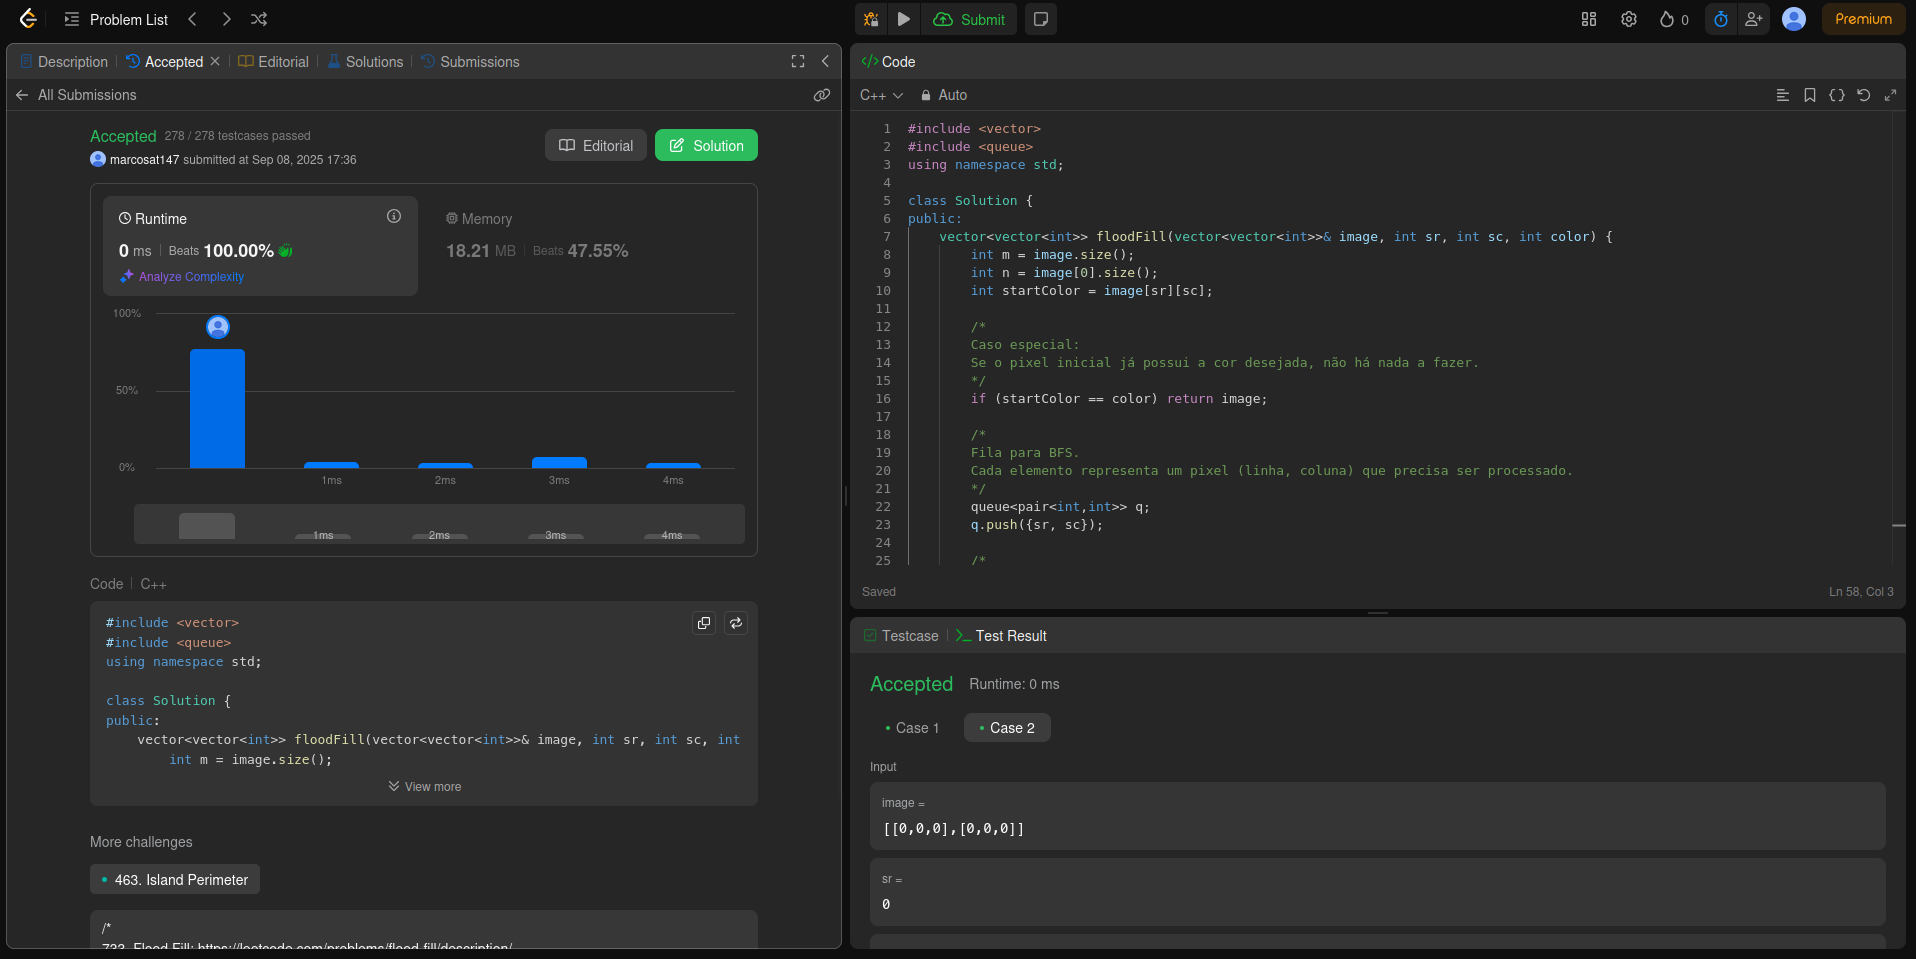 Problem List
Submit
0
Premium
Description
Accepted
Editorial
Solutions
Submissions
All Submissions
Accepted 278 / 278 testcases passed
marcosat147 submitted at Sep 08, 2025 17:36
Editorial
Solution
Runtime
0 ms Beats 100.00%
Analyze Complexity
Memory
18.21 MB Beats 47.55%
100%
50%
0%
1ms 2ms 3ms 4ms
1ms 2ms 3ms 4ms
Code C++
#include <vector>
#include <queue>
using namespace std;
class Solution {
public:
    vector<vector<int>> floodFill(vector<vector<int>>& image, int sr, int sc, int
        int m = image.size();
View more
More challenges
463. Island Perimeter
/*
733. Flood Fill: https://leetcode.com/problems/flood-fill/description/
</> Code
C++ Auto
1 #include <vector>
2 #include <queue>
3 using namespace std;
4
5 class Solution {
6 public:
7     vector<vector<int>> floodFill(vector<vector<int>>& image, int sr, int sc, int color) {
8         int m = image.size();
9         int n = image[0].size();
10         int startColor = image[sr][sc];
11
12         /*
13         Caso especial:
14         Se o pixel inicial já possui a cor desejada, não há nada a fazer.
15         */
16         if (startColor == color) return image;
17
18         /*
19         Fila para BFS.
20         Cada elemento representa um pixel (linha, coluna) que precisa ser processado.
21         */
22         queue<pair<int,int>> q;
23         q.push({sr, sc});
24
25         /*
Saved
Ln 58, Col 3
Testcase
Test Result
Accepted Runtime: 0 ms
Case 1
Case 2
Input
image =
[[0,0,0],[0,0,0]]
sr =
0